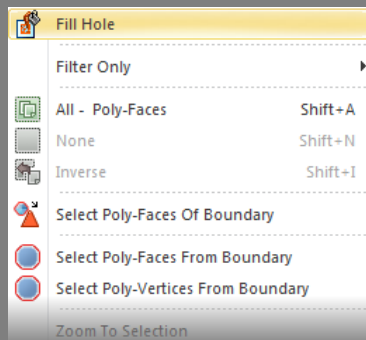 Fill Hole
Filter Only
All - Poly-Faces Shift+A
None Shift+N
Inverse Shift+I
Select Poly-Faces Of Boundary
Select Poly-Faces From Boundary
Select Poly-Vertices From Boundary
Zoom To Selection